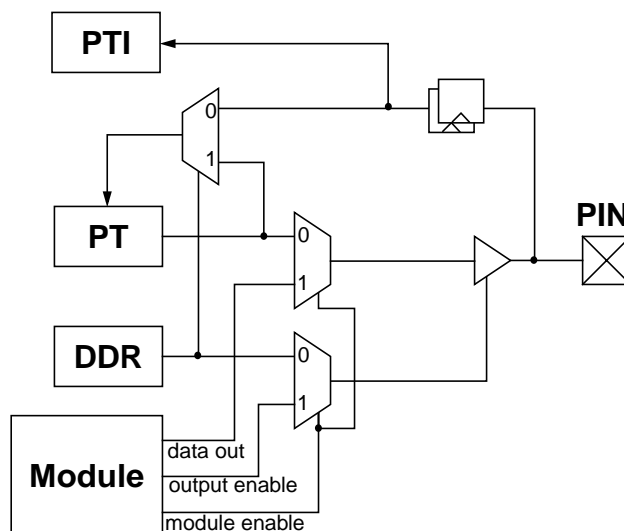 PTI
0
1
PT
PIN
0
1
DDR
0
1
Module
data out
output enable
module enable